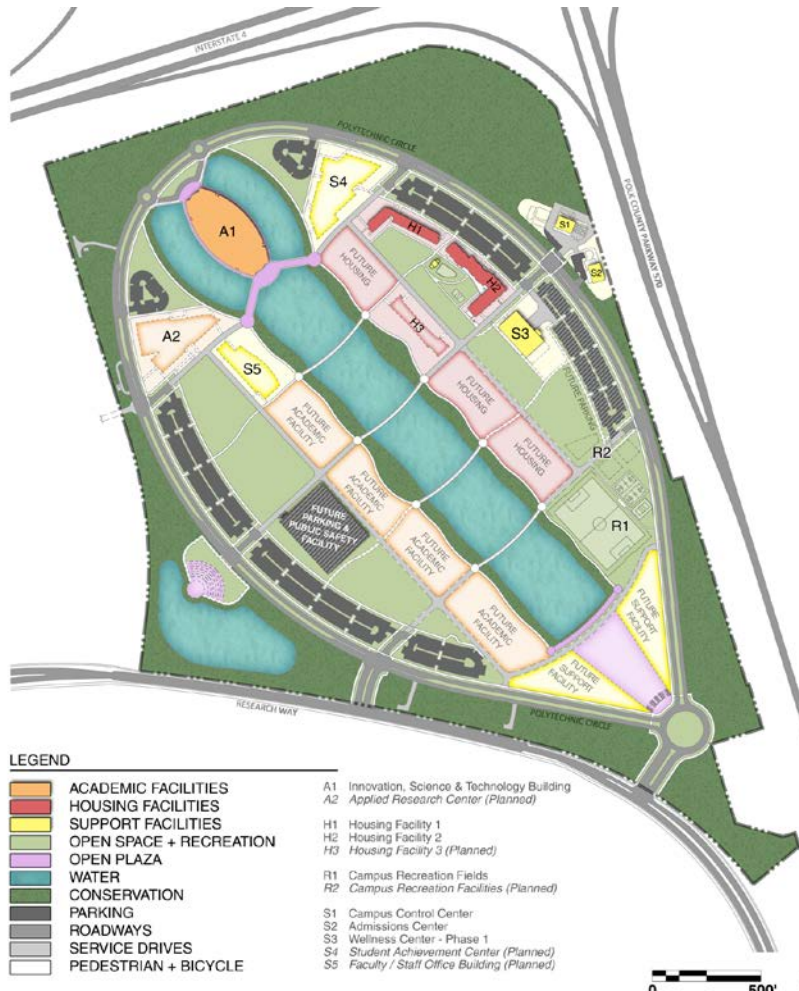 INTERSTATE 4
POLYTECHNIC CIRCLE
POLK COUNTY PARKWAY 570
S4
A1
S1
H1
S2
H2
FUTURE
HOUSING
H3
S3
A2
S5
FUTURE PARKING
FUTURE
HOUSING
FUTURE
HOUSING
FUTURE
ACADEMIC
FACILITY
FUTURE
ACADEMIC
FACILITY
FUTURE
ACADEMIC
FACILITY
FUTURE
ACADEMIC
FACILITY
FUTURE
PARKING &
PUBLIC SAFETY
FACILITY
R2
R1
FUTURE
SUPPORT
FACILITY
FUTURE
SUPPORT
FACILITY
RESEARCH WAY
POLYTECHNIC CIRCLE
LEGEND
ACADEMIC FACILITIES
HOUSING FACILITIES
SUPPORT FACILITIES
OPEN SPACE + RECREATION
OPEN PLAZA
WATER
CONSERVATION
PARKING
ROADWAYS
SERVICE DRIVES
PEDESTRIAN + BICYCLE
A1 Innovation, Science & Technology Building
A2 Applied Research Center (Planned)
H1 Housing Facility 1
H2 Housing Facility 2
H3 Housing Facility 3 (Planned)
R1 Campus Recreation Fields
R2 Campus Recreation Facilities (Planned)
S1 Campus Control Center
S2 Admissions Center
S3 Wellness Center - Phase 1
S4 Student Achievement Center (Planned)
S5 Faculty / Staff Office Building (Planned)
0 500'